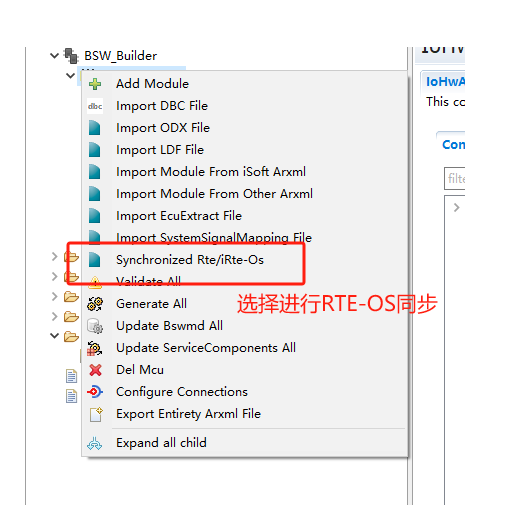 BSW_Builder
IoHwA
This co
Con
filte
Add Module
dbc
Import DBC File
Import ODX File
Import LDF File
Import Module From iSoft Arxml
Import Module From Other Arxml
Import EcuExtract File
Import SystemSignalMapping File
Synchronized Rte/iRte-Os
Validate All
Generate All
选择进行RTE-OS同步
Update Bswmd All
Update ServiceComponents All
Del Mcu
Configure Connections
Export Entirety Arxml File
Expand all child